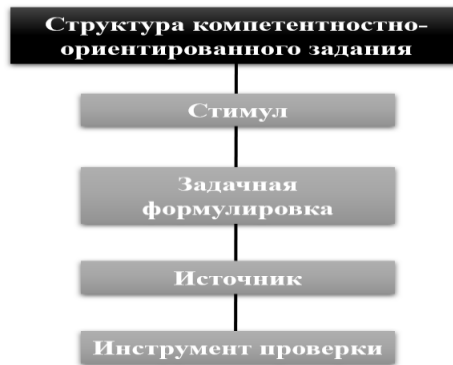 Структура компетентностно-
ориентированного задания
Стимул
Задачная
формулировка
Источник
Инструмент проверки